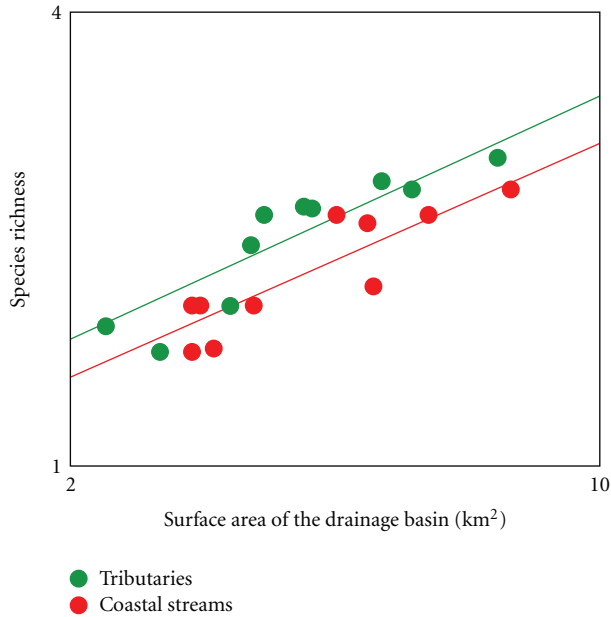 4
Species richness
1
2
10
Surface area of the drainage basin (km²)
Tributaries
Coastal streams